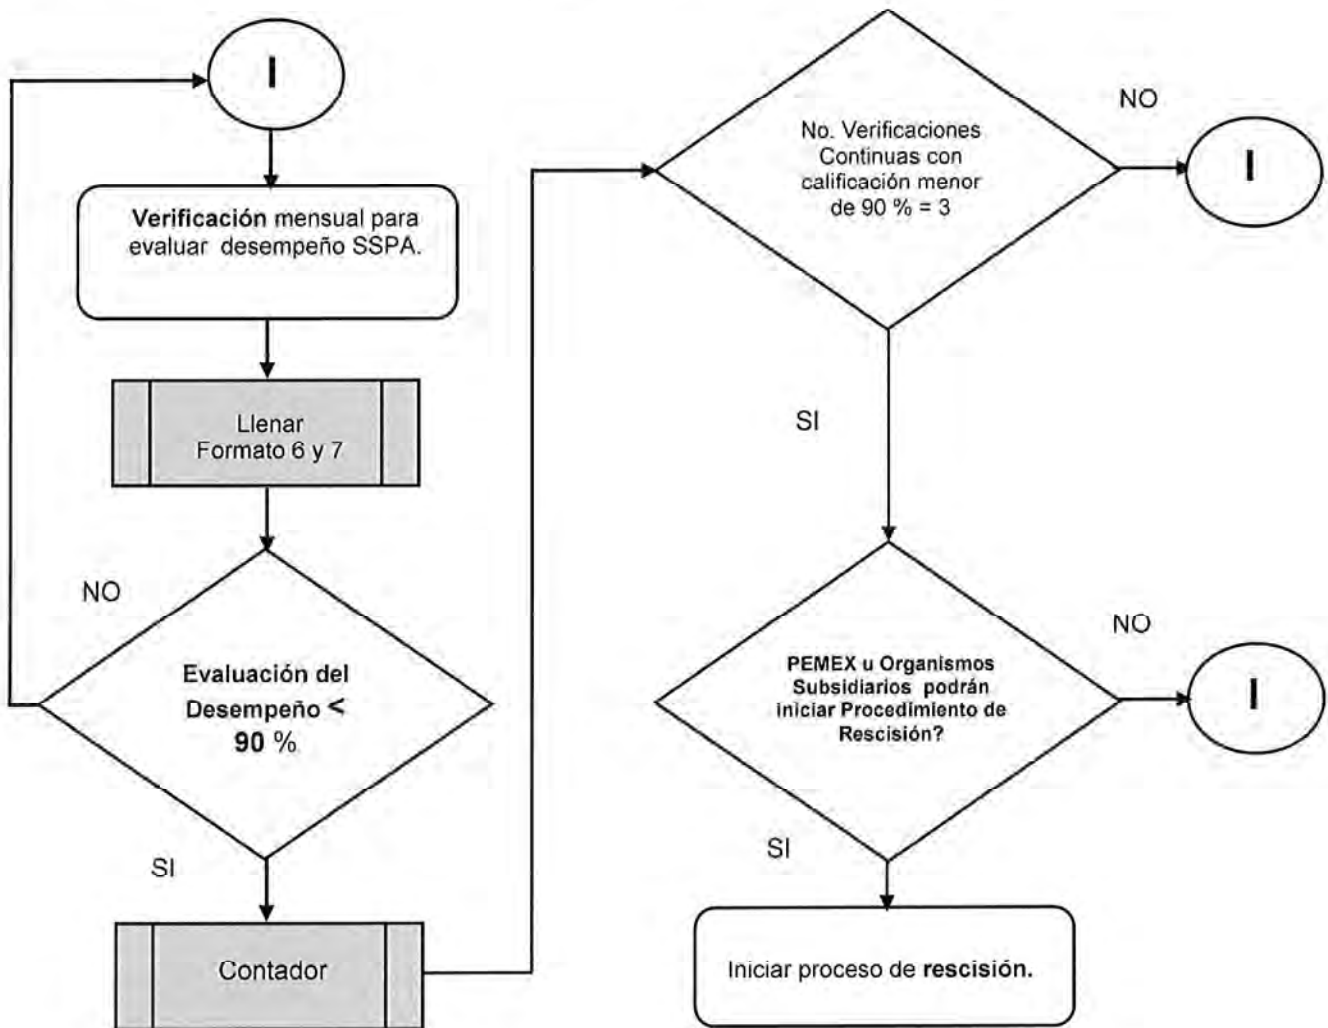 I
Verificación mensual para
evaluar desempeño SSPA.
Llenar
Formato 6 y 7
NO
Evaluación del
Desempeño <
90 %
SI
Contador
No. Verificaciones
Continuas con
calificación menor
de 90 % = 3
NO
I
SI
PEMEX u Organismos
Subsidiarios podrán
iniciar Procedimiento de
Rescisión?
NO
I
SI
Iniciar proceso de rescisión.